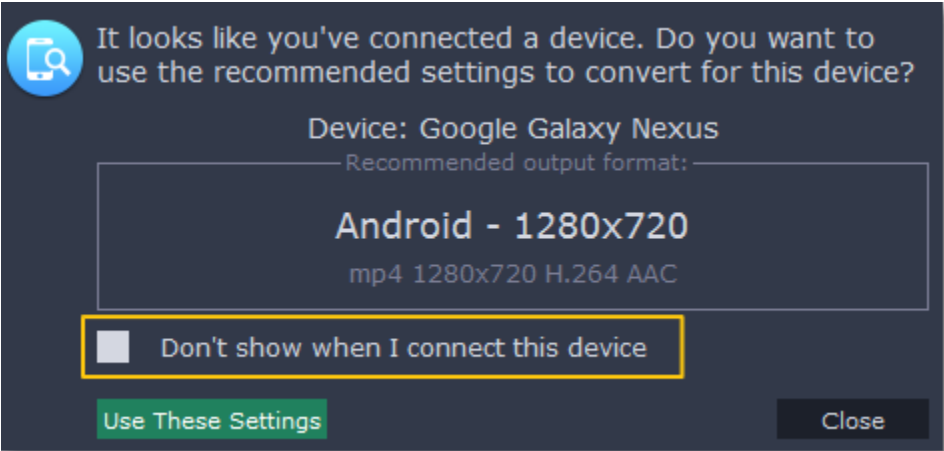 It looks like you've connected a device. Do you want to
use the recommended settings to convert for this device?
Device: Google Galaxy Nexus
Recommended output format:
Android - 1280x720
mp4 1280x720 H.264 AAC
Don't show when I connect this device
Use These Settings
Close